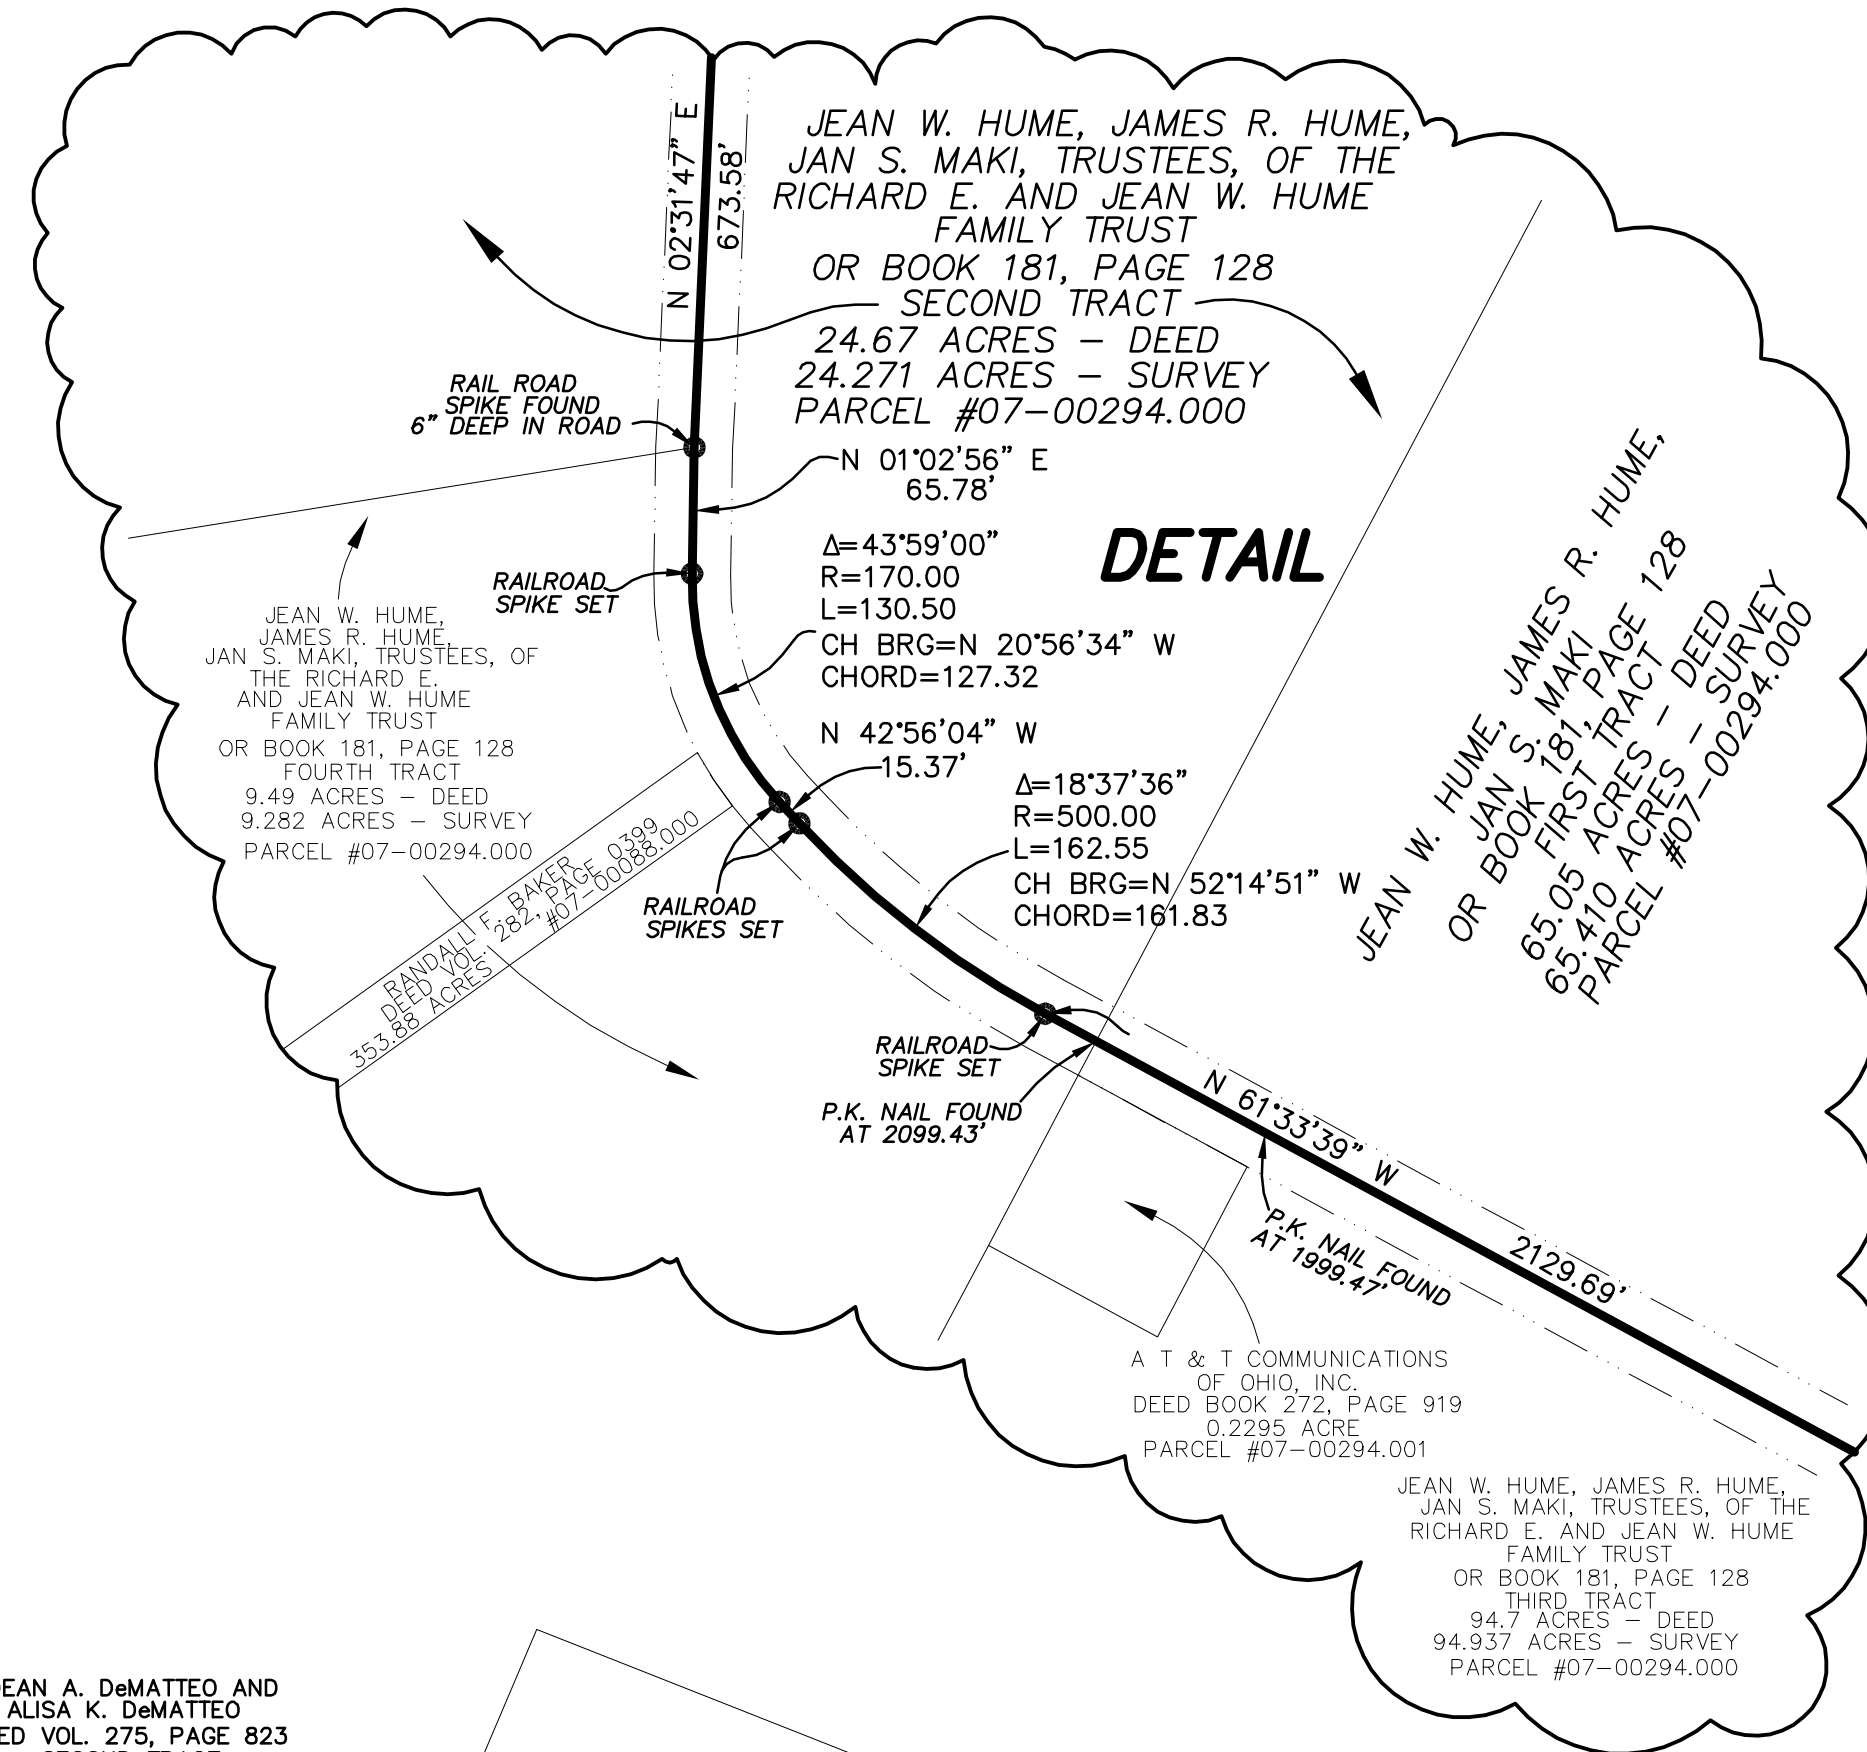 N 02°31'47" E
673.58'
JEAN W. HUME, JAMES R. HUME,
JAN S. MAKI, TRUSTEES, OF THE
RICHARD E. AND JEAN W. HUME
FAMILY TRUST
OR BOOK 181, PAGE 128
SECOND TRACT
24.67 ACRES – DEED
24.271 ACRES – SURVEY
PARCEL #07–00294.000
RAIL ROAD
SPIKE FOUND
6" DEEP IN ROAD
N 01°02'56" E
65.78'
DETAIL
Δ=43°59'00"
R=170.00
L=130.50
CH BRG=N 20°56'34" W
CHORD=127.32
RAILROAD
SPIKE SET
JEAN W. HUME,
JAMES R. HUME,
JAN S. MAKI, TRUSTEES, OF
THE RICHARD E.
AND JEAN W. HUME
FAMILY TRUST
OR BOOK 181, PAGE 128
FOURTH TRACT
9.49 ACRES – DEED
9.282 ACRES – SURVEY
PARCEL #07–00294.000
N 42°56'04" W
15.37'
Δ=18°37'36"
R=500.00
L=162.55
CH BRG=N 52°14'51" W
CHORD=161.83
JEAN W. HUME, JAMES R. HUME,
JAN S. MAKI
OR BOOK 181, PAGE 128
FIRST TRACT
65.05 ACRES – DEED
65.410 ACRES – SURVEY
PARCEL #07–00294.000
RANDALL F. BAKER
DEED VOL. 282, PAGE 0399
353.88 ACRES #07–00088.000
RAILROAD
SPIKES SET
RAILROAD
SPIKE SET
P.K. NAIL FOUND
AT 2099.43'
N 61°33'39" W
2129.69'
P.K. NAIL FOUND
AT 1999.47'
A T & T COMMUNICATIONS
OF OHIO, INC.
DEED BOOK 272, PAGE 919
0.2295 ACRE
PARCEL #07–00294.001
JEAN W. HUME, JAMES R. HUME,
JAN S. MAKI, TRUSTEES, OF THE
RICHARD E. AND JEAN W. HUME
FAMILY TRUST
OR BOOK 181, PAGE 128
THIRD TRACT
94.7 ACRES – DEED
94.937 ACRES – SURVEY
PARCEL #07–00294.000
EAN A. DeMATTEO AND
ALISA K. DeMATTEO
ED VOL. 275, PAGE 823